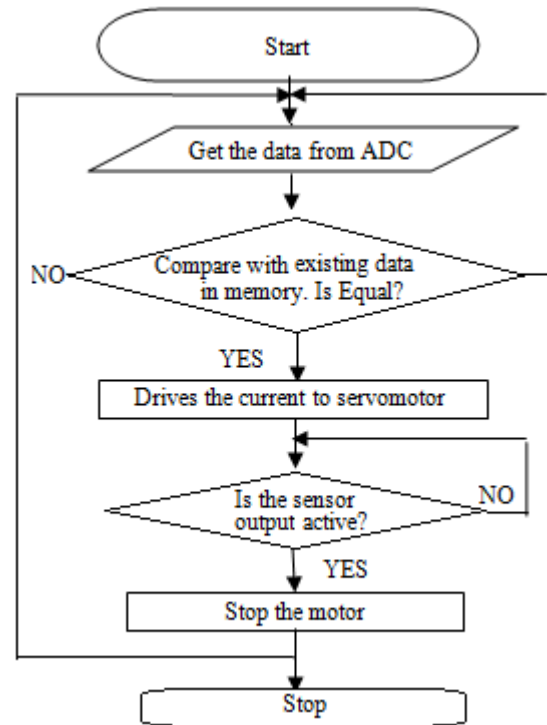 Start
Get the data from ADC
NO
Compare with existing data
in memory. Is Equal?
YES
Drives the current to servomotor
Is the sensor
output active?
NO
YES
Stop the motor
Stop